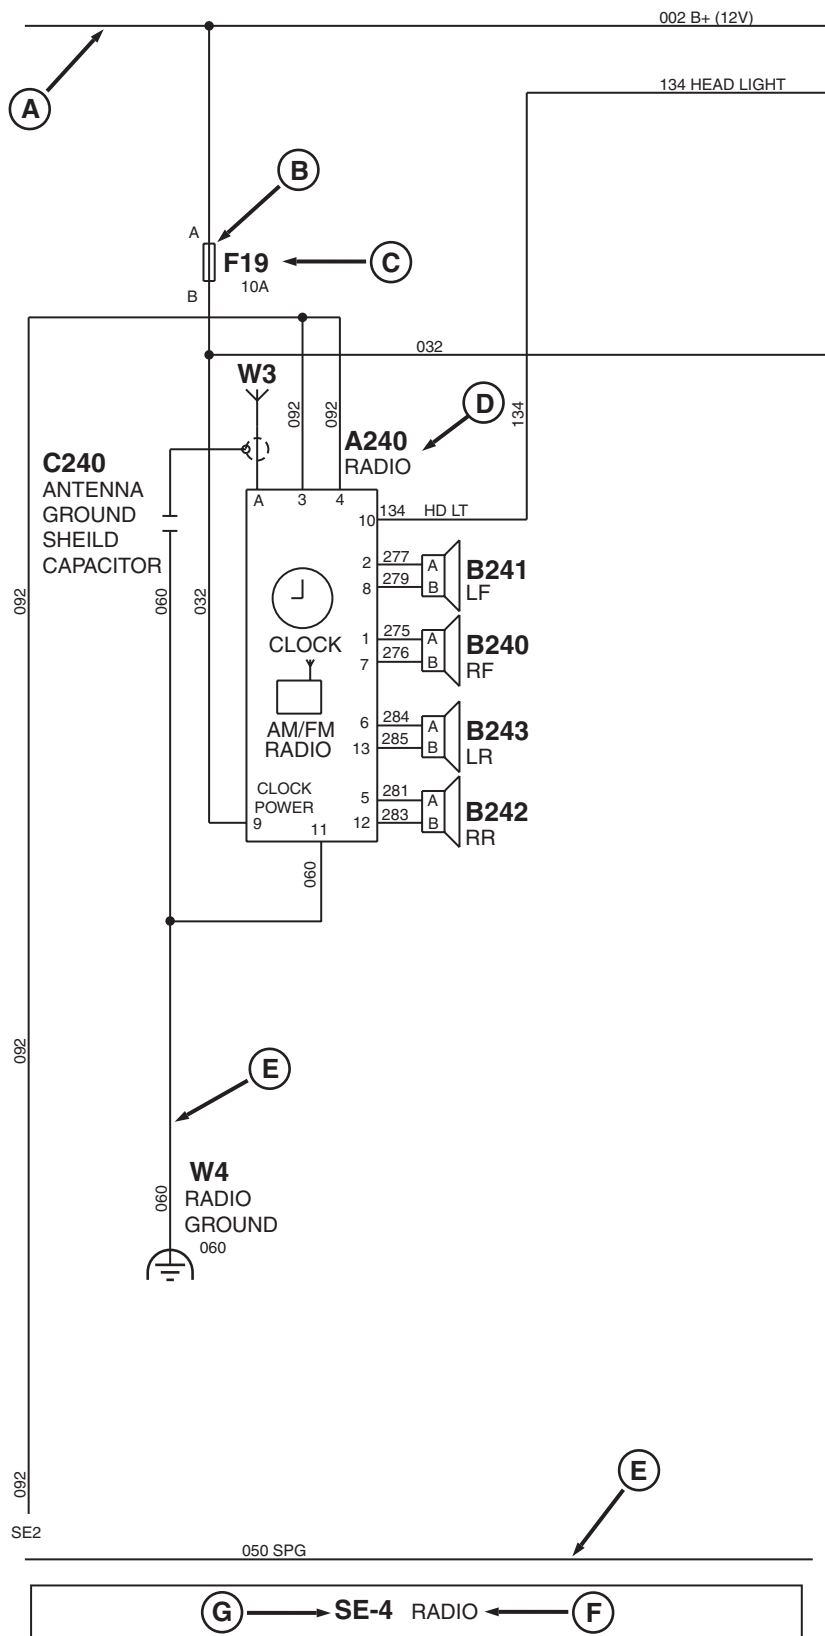 002 B+ (12V)
134 HEAD LIGHT
A
B
A
F19
C
10A
B
032
W3
D
092
092
134
A240
RADIO
C240
ANTENNA
GROUND
SHEILD
CAPACITOR
A 3 4
10 134 HD LT
2 277 A B241
8 279 B LF
092
060
032
CLOCK
1 275 A B240
7 276 B RF
AM/FM
RADIO
6 284 A B243
13 285 B LR
CLOCK
POWER
5 281 A B242
9 11 12 283 B RR
060
092
E
W4
060
RADIO
GROUND
060
E
092
SE2
050 SPG
G SE-4 RADIO F